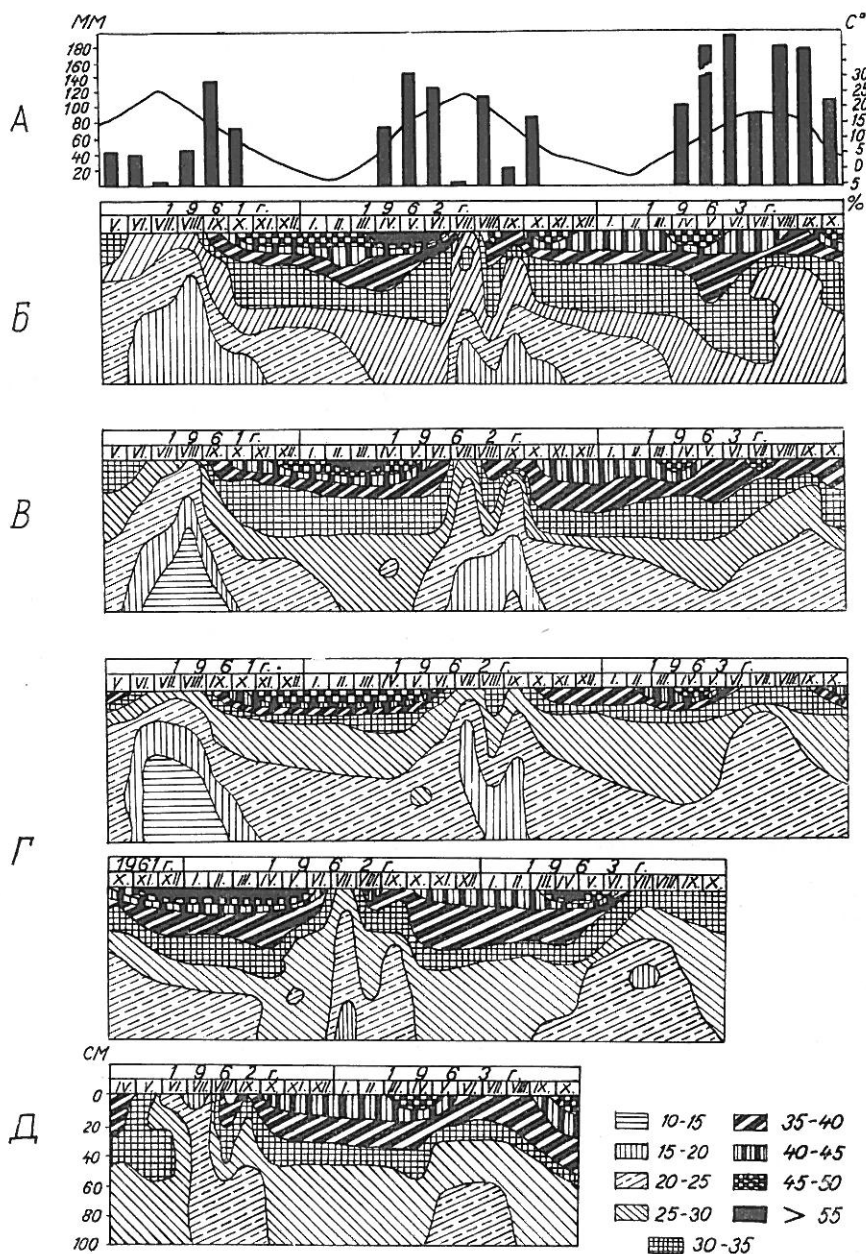 ММ С°
180
160
140
120
100
80
60
40
20
30
25
20
15
10
5
0
5
%
А
1 9 6 1 г. 1 9 6 2 г. 1 9 6 3 г.
V. VI. VII. VIII. IX. X. XI. XII. I. II. III. IV. V. VI. VII. VIII. IX. X. XI. XII. I. II. III. IV. V. VI. VII. VIII. IX. X.
Б
1 9 6 1 г. 1 9 6 2 г. 1 9 6 3 г.
V. VI. VII. VIII. IX. X. XI. XII. I. II. III. IV. V. VI. VII. VIII. IX. X. XI. XII. I. II. III. IV. V. VI. VII. VIII. IX. X.
В
1 9 6 1 г. 1 9 6 2 г. 1 9 6 3 г.
V. VI. VII. VIII. IX. X. XI. XII. I. II. III. IV. V. VI. VII. VIII. IX. X. XI. XII. I. II. III. IV. V. VI. VII. VIII. IX. X.
Г
1961 г. 1 9 6 2 г. 1 9 6 3 г.
X. XI. XII. I. II. III. IV. V. VI. VII. VIII. IX. X. XI. XII. I. II. III. IV. V. VI. VII. VIII. IX. X.
СМ
1 9 6 2 г. 1 9 6 3 г.
IV. V. VI. VII. VIII. IX. X. XI. XII. I. II. III. IV. V. VI. VII. VIII. IX. X.
Д
0
20
40
60
80
100
10-15 35-40
15-20 40-45
20-25 45-50
25-30 > 55
30-35